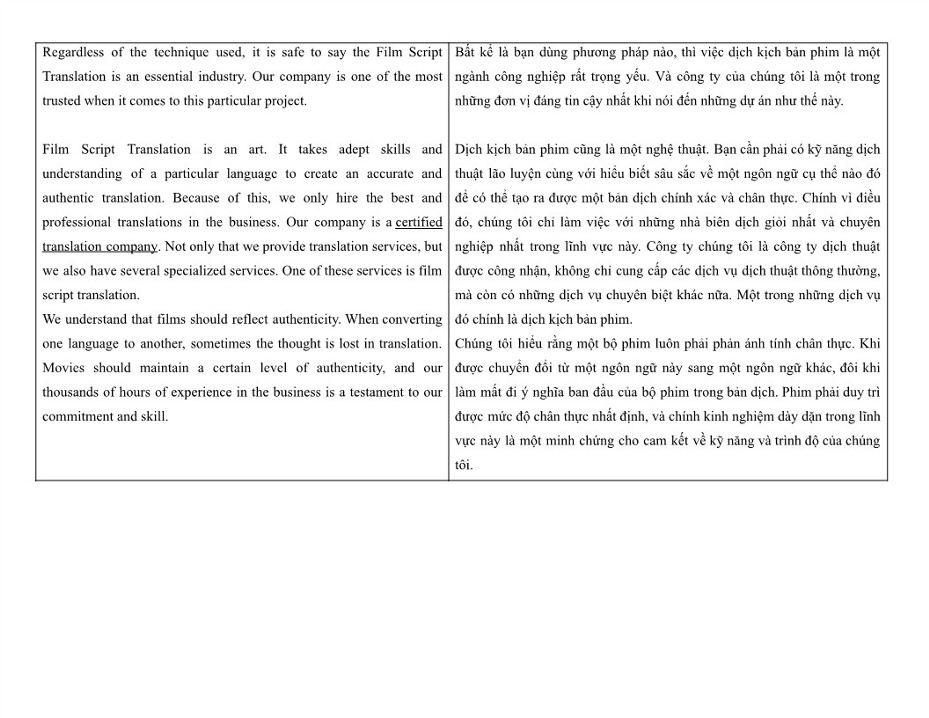 Regardless of the technique used, it is safe to say the Film Script
Translation is an essential industry. Our company is one of the most
trusted when it comes to this particular project.
Film Script Translation is an art. It takes adept skills and
understanding of a particular language to create an accurate and
authentic translation. Because of this, we only hire the best and
professional translations in the business. Our company is a certified
translation company. Not only that we provide translation services, but
we also have several specialized services. One of these services is film
script translation.
We understand that films should reflect authenticity. When converting
one language to another, sometimes the thought is lost in translation.
Movies should maintain a certain level of authenticity, and our
thousands of hours of experience in the business is a testament to our
commitment and skill.
Bất kể là bạn dùng phương pháp nào, thì việc dịch kịch bản phim là một
ngành công nghiệp rất trọng yếu. Và công ty của chúng tôi là một trong
những đơn vị đáng tin cậy nhất khi nói đến những dự án như thế này.
Dịch kịch bản phim cũng là một nghệ thuật. Bạn cần phải có kỹ năng dịch
thuật lão luyện cùng với hiểu biết sâu sắc về một ngôn ngữ cụ thể nào đó
để có thể tạo ra được một bản dịch chính xác và chân thực. Chính vì điều
đó, chúng tôi chỉ làm việc với những nhà biên dịch giỏi nhất và chuyên
nghiệp nhất trong lĩnh vực này. Công ty chúng tôi là công ty dịch thuật
được công nhận, không chỉ cung cấp các dịch vụ dịch thuật thông thường,
mà còn có những dịch vụ chuyên biệt khác nữa. Một trong những dịch vụ
đó chính là dịch kịch bản phim.
Chúng tôi hiểu rằng một bộ phim luôn phải phản ánh tính chân thực. Khi
được chuyển đổi từ một ngôn ngữ này sang một ngôn ngữ khác, đôi khi
làm mất đi ý nghĩa ban đầu của bộ phim trong bản dịch. Phim phải duy trì
được mức độ chân thực nhất định, và chính kinh nghiệm dày dặn trong lĩnh
vực này là một minh chứng cho cam kết về kỹ năng và trình độ của chúng
tôi.